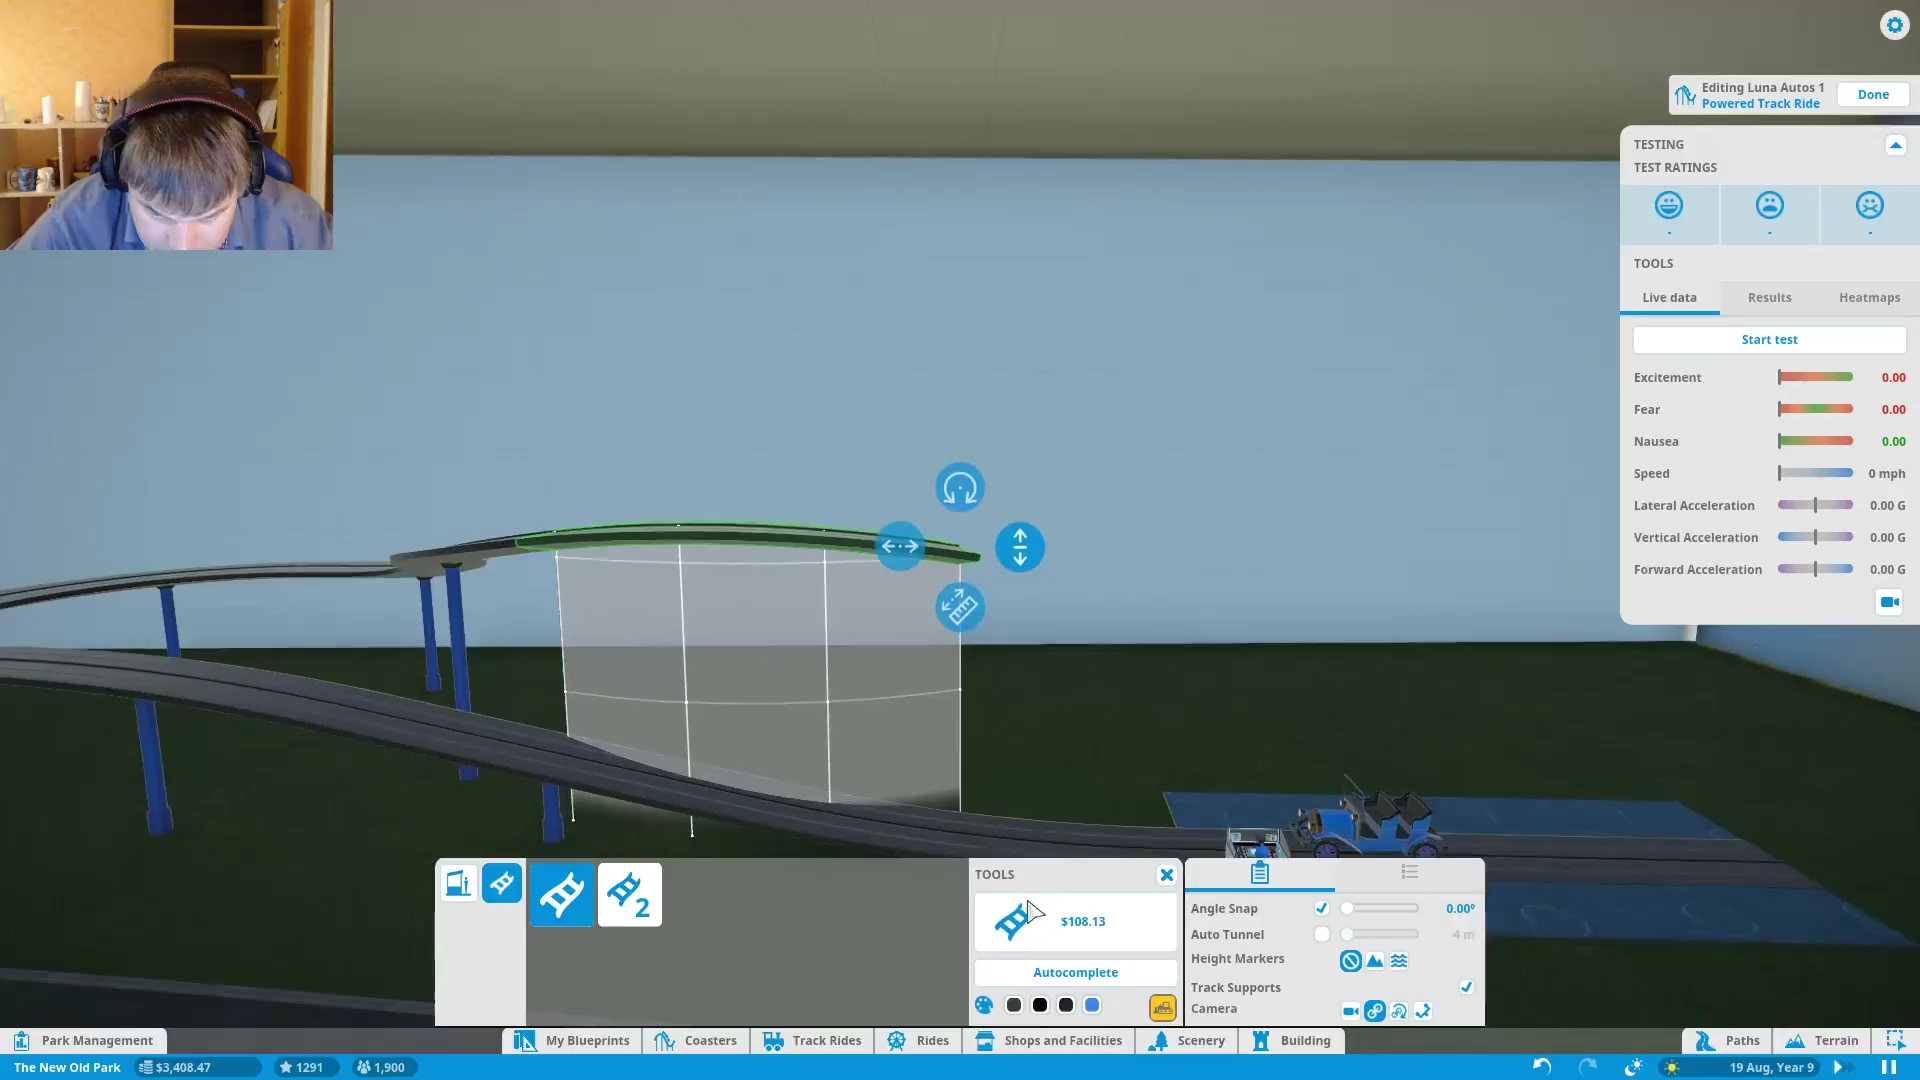 Editing Luna Autos 1
Powered Track Ride
Done
TESTING
TEST RATINGS
- - -
TOOLS
Live data Results Heatmaps
Start test
Excitement 0.00
Fear 0.00
Nausea 0.00
Speed 0 mph
Lateral Acceleration 0.00 G
Vertical Acceleration 0.00 G
Forward Acceleration 0.00 G
2
TOOLS
$108.13
Autocomplete
Angle Snap 0.00°
Auto Tunnel 4 m
Height Markers
Track Supports
Camera
Park Management My Blueprints Coasters Track Rides Rides Shops and Facilities Scenery Building Paths Terrain
The New Old Park $3,408.47 1291 1,900 19 Aug, Year 9